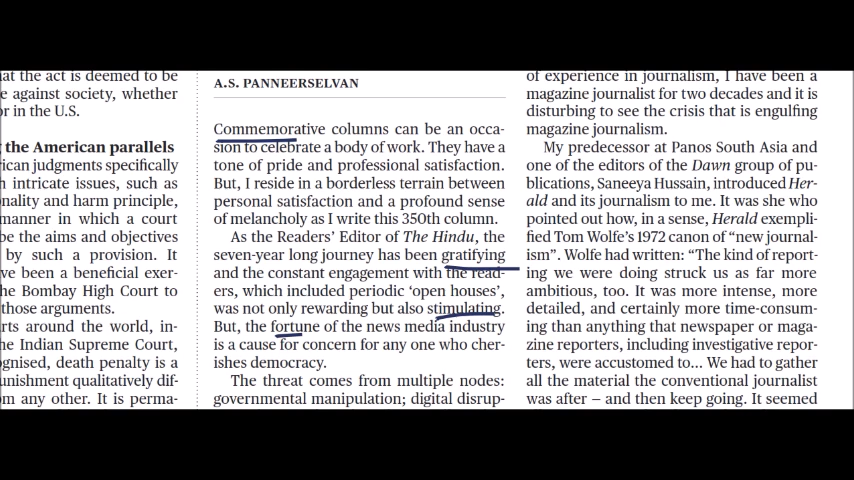 hat the act is deemed to be
e against society, whether
or in the U.S.
the American parallels
rican judgments specifically
h intricate issues, such as
onality and harm principle,
manner in which a court
be the aims and objectives
by such a provision. It
ve been a beneficial exer-
he Bombay High Court to
those arguments.
rts around the world, in-
he Indian Supreme Court,
ognised, death penalty is a
unishment qualitatively dif-
om any other. It is perma-
A.S. PANNEERSELVAN
Commemorative columns can be an occa-
sion to celebrate a body of work. They have a
tone of pride and professional satisfaction.
But, I reside in a borderless terrain between
personal satisfaction and a profound sense
of melancholy as I write this 350th column.
As the Readers' Editor of The Hindu, the
seven-year long journey has been gratifying
and the constant engagement with the read-
ers, which included periodic 'open houses',
was not only rewarding but also stimulating.
But, the fortune of the news media industry
is a cause for concern for any one who cher-
ishes democracy.
The threat comes from multiple nodes:
governmental manipulation; digital disrup-
of experience in journalism, I have been a
magazine journalist for two decades and it is
disturbing to see the crisis that is engulfing
magazine journalism.
My predecessor at Panos South Asia and
one of the editors of the Dawn group of pu-
blications, Saneeya Hussain, introduced Her-
ald and its journalism to me. It was she who
pointed out how, in a sense, Herald exempli-
fied Tom Wolfe's 1972 canon of "new journal-
ism". Wolfe had written: "The kind of report-
ing we were doing struck us as far more
ambitious, too. It was more intense, more
detailed, and certainly more time-consum-
ing than anything that newspaper or maga-
zine reporters, including investigative repor-
ters, were accustomed to... We had to gather
all the material the conventional journalist
was after – and then keep going. It seemed